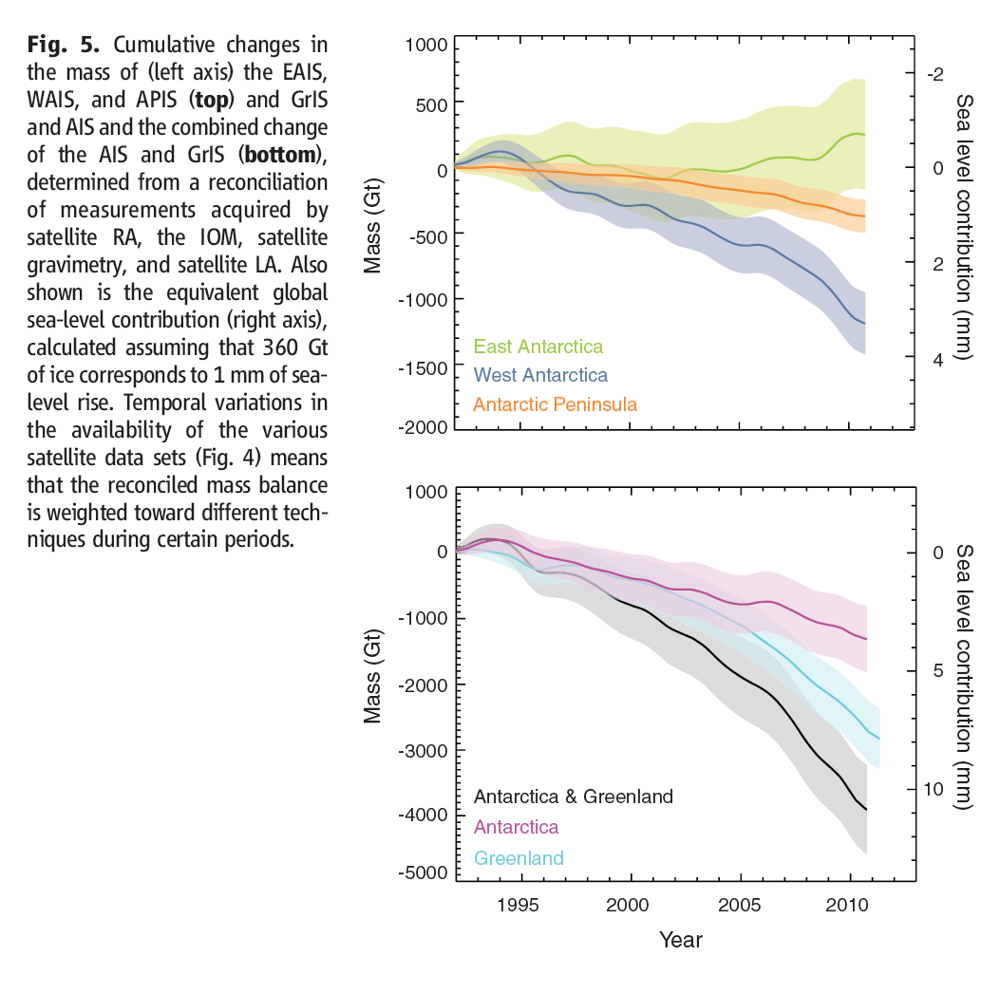 Fig. 5. Cumulative changes in
the mass of (left axis) the EAIS,
WAIS, and APIS (top) and GrIS
and AIS and the combined change
of the AIS and GrIS (bottom),
determined from a reconciliation
of measurements acquired by
satellite RA, the IOM, satellite
gravimetry, and satellite LA. Also
shown is the equivalent global
sea-level contribution (right axis),
calculated assuming that 360 Gt
of ice corresponds to 1 mm of sea-
level rise. Temporal variations in
the availability of the various
satellite data sets (Fig. 4) means
that the reconciled mass balance
is weighted toward different tech-
niques during certain periods.
1000
500
0
-500
-1000
-1500
-2000
Mass (Gt)
East Antarctica
West Antarctica
Antarctic Peninsula
-2
0
2
4
Sea level contribution (mm)
1000
0
-1000
-2000
-3000
-4000
-5000
Mass (Gt)
Antarctica & Greenland
Antarctica
Greenland
0
5
10
Sea level contribution (mm)
1995
2000
2005
2010
Year